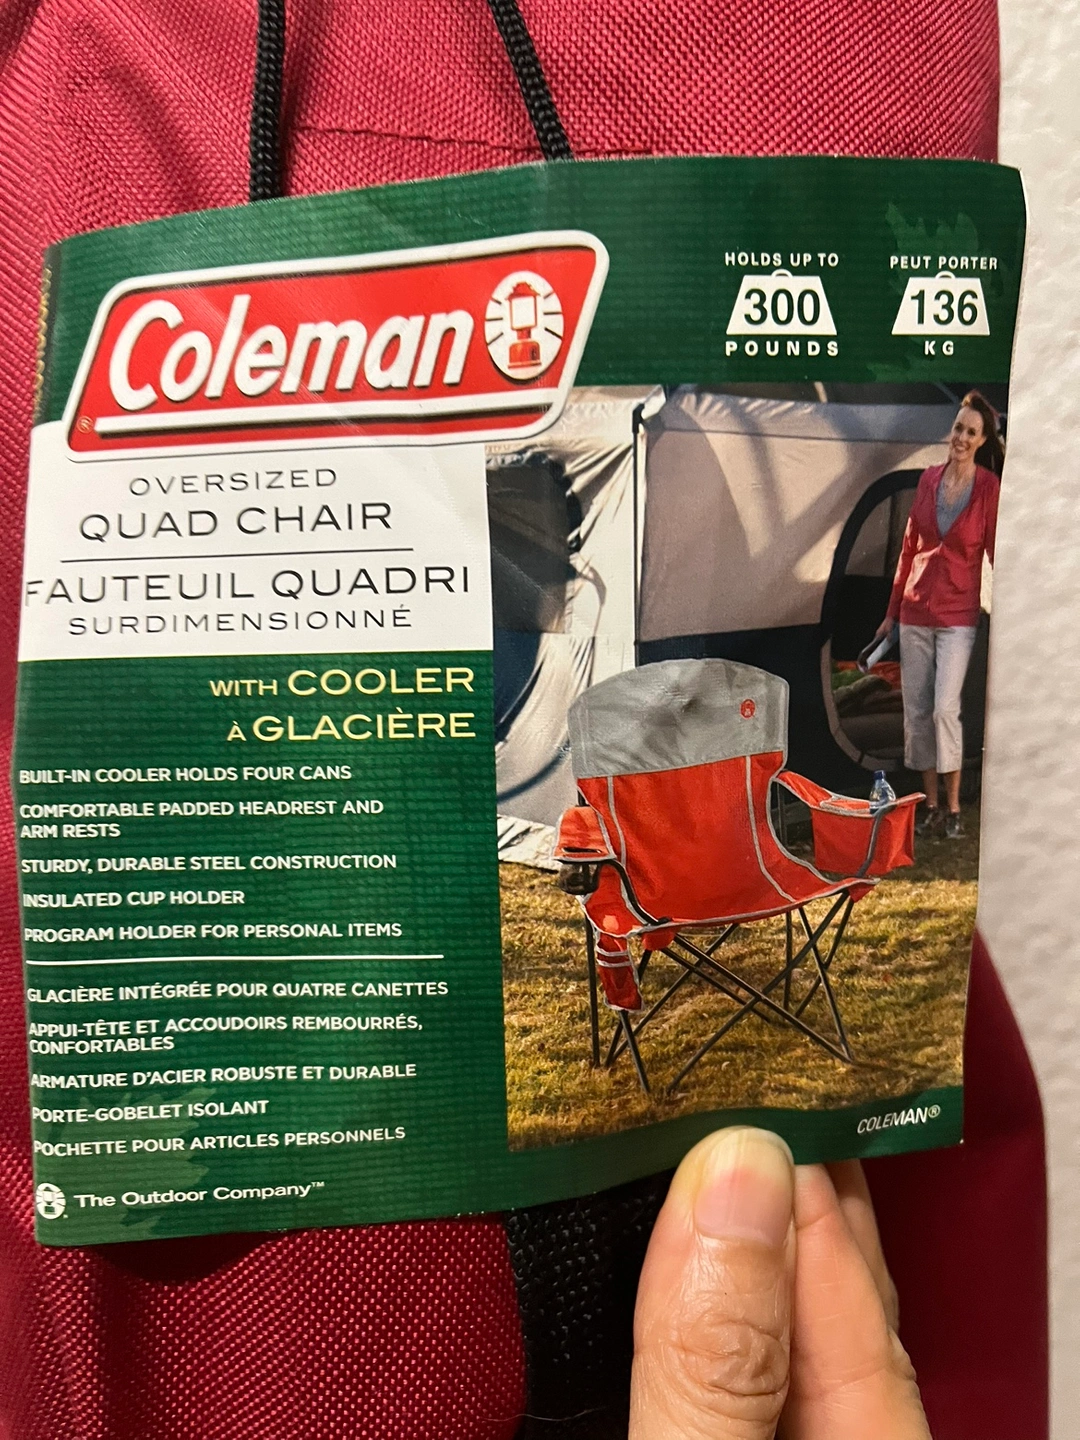 Coleman
®
HOLDS UP TO
300
POUNDS
PEUT PORTER
136
KG
OVERSIZED
QUAD CHAIR
FAUTEUIL QUADRI
SURDIMENSIONNÉ
WITH COOLER
À GLACIÈRE
BUILT-IN COOLER HOLDS FOUR CANS
COMFORTABLE PADDED HEADREST AND
ARM RESTS
STURDY, DURABLE STEEL CONSTRUCTION
INSULATED CUP HOLDER
PROGRAM HOLDER FOR PERSONAL ITEMS
GLACIÈRE INTÉGRÉE POUR QUATRE CANETTES
APPUI-TÊTE ET ACCOUDOIRS REMBOURRÉS,
CONFORTABLES
ARMATURE D'ACIER ROBUSTE ET DURABLE
PORTE-GOBELET ISOLANT
POCHETTE POUR ARTICLES PERSONNELS
The Outdoor Company™
COLEMAN®